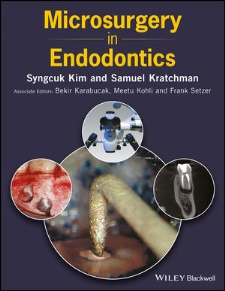 Microsurgery
in
Endodontics
Syngcuk Kim and Samuel Kratchman
Associate Editors: Bekir Karabucak, Meetu Kohli and Frank Setzer
WILEY Blackwell